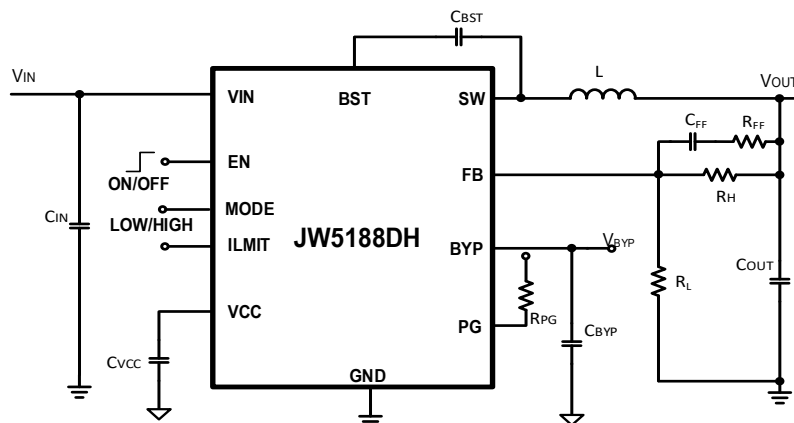 CBST
L
VIN
VOUT
VIN
BST
SW
CFF
RFF
EN
ON/OFF
FB
RH
CIN
MODE
LOW/HIGH
ILMIT
JW5188DH
BYP
VBYP
RL
COUT
VCC
PG
RPG
CBYP
CVCC
GND